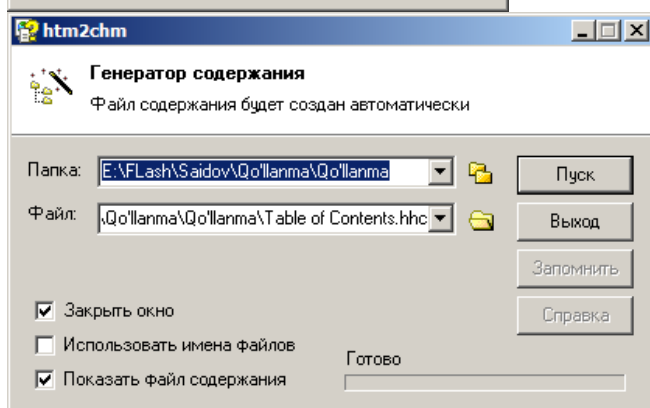 htm2chm
Генератор содержания
Файл содержания будет создан автоматически
Папка: E:\FLash\Saidov\Qo'llanma\Qo'llanma
Пуск
Файл: .Qo'llanma\Qo'llanma\Table of Contents.hhc
Выход
Запомнить
Закрыть окно
Справка
Использовать имена файлов
Готово
Показать файл содержания